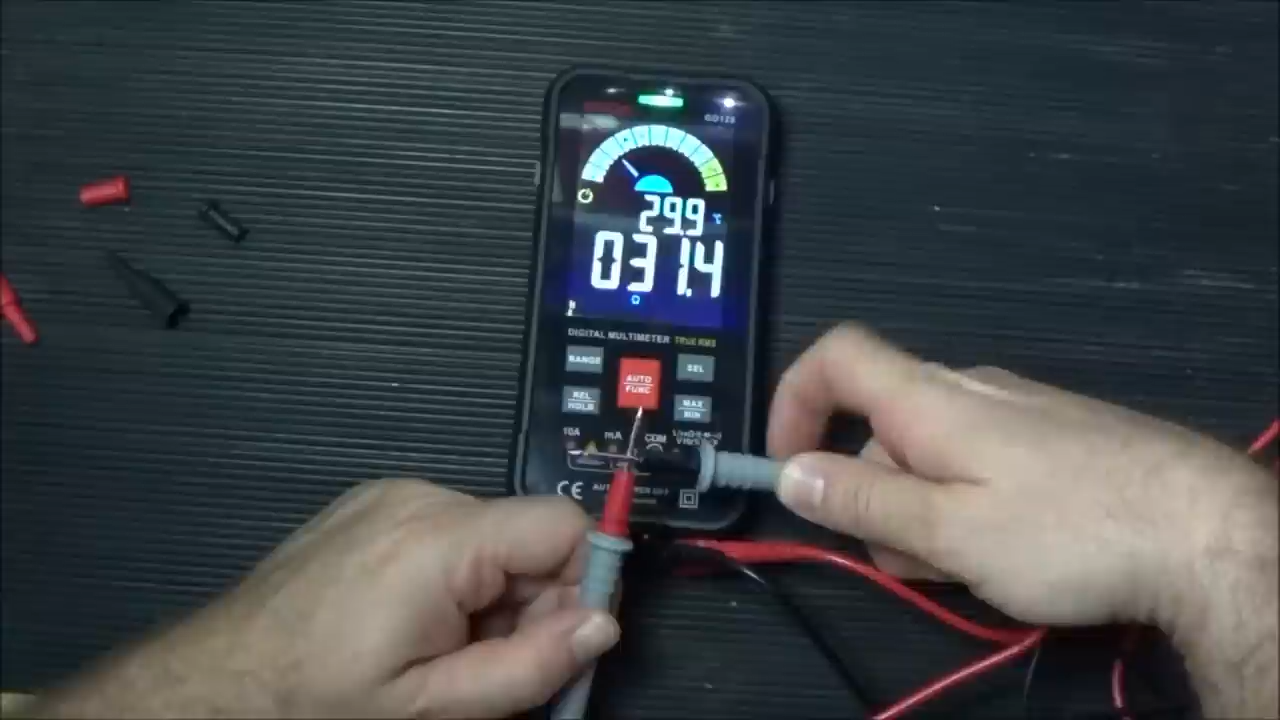 GD128
29.9 °C
031.4
Ω
DIGITAL MULTIMETER TRUE RMS
RANGE
AUTO
FUNC
SEL
REL
HOLD
MAX
MIN
10A
mA
COM
CE